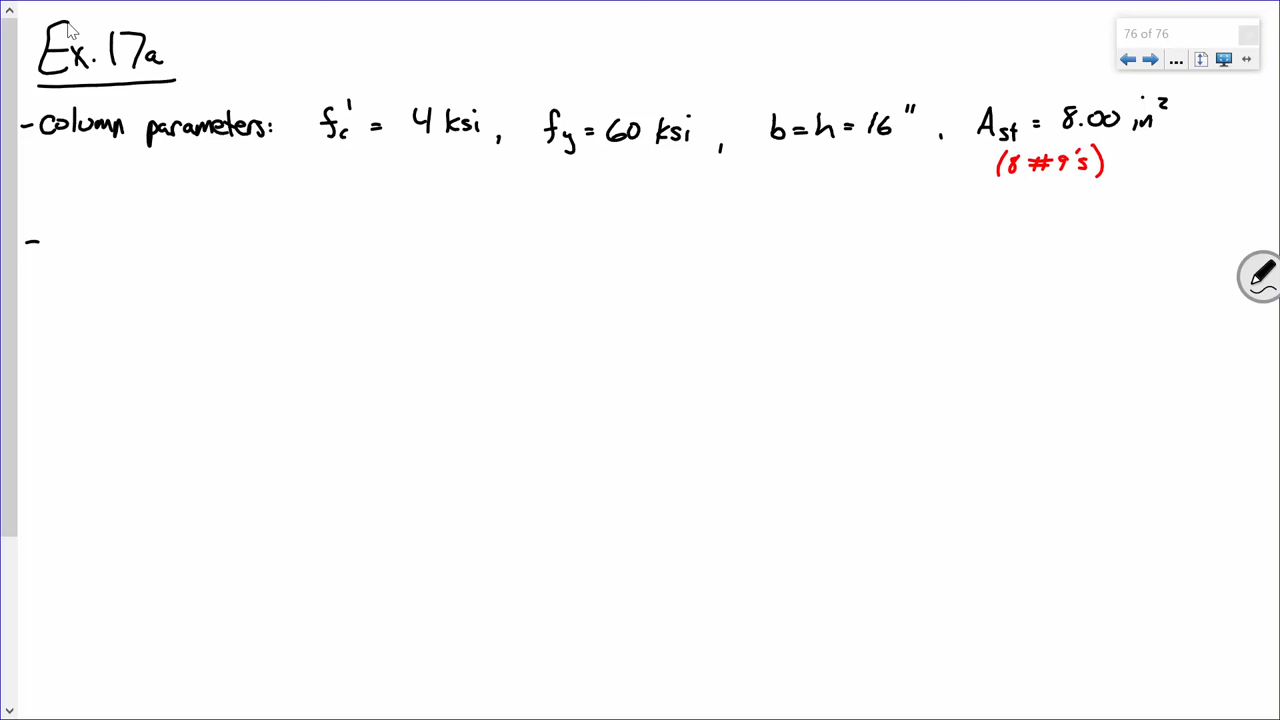 76 of 76
Ex. 17a
- column parameters: fc' = 4 ksi, fy = 60 ksi, b = h = 16", Ast = 8.00 in²
(8 #9's)
-